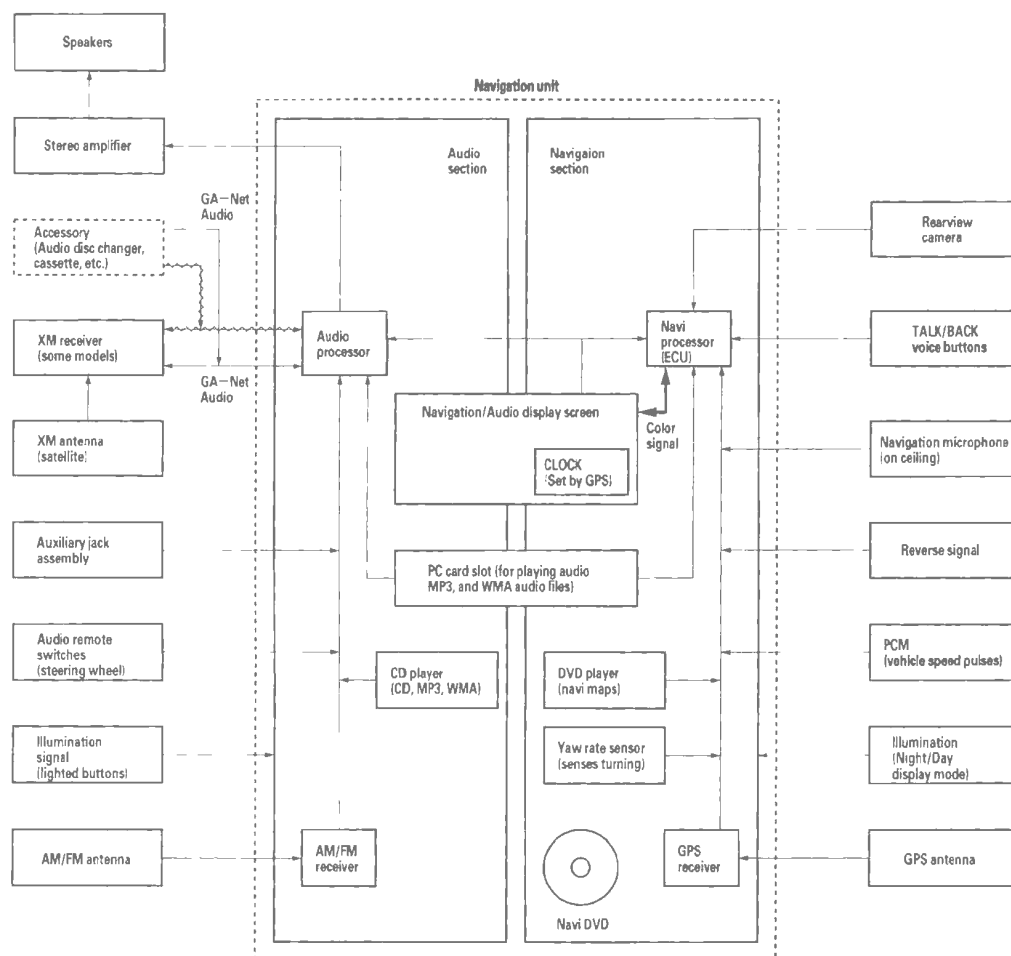 Speakers
Navigation unit
Stereo amplifier
Audio
section
Navigaion
section
GA-Net
Audio
Accessory
(Audio disc changer,
cassette, etc.)
Rearview
camera
XM receiver
(some models)
Audio
processor
Navi
processor
(ECU)
TALK/BACK
voice buttons
GA-Net
Audio
Navigation/Audio display screen
Color
signal
XM antenna
(satellite)
CLOCK
(Set by GPS)
Navigation microphone
(on ceiling)
Auxiliary jack
assembly
PC card slot (for playing audio
MP3, and WMA audio files)
Reverse signal
Audio remote
switches
(steering wheel)
CD player
(CD, MP3, WMA)
DVD player
(navi maps)
PCM
(vehicle speed pulses)
Illumination
signal
(lighted buttons)
Yaw rate sensor
(senses turning)
Illumination
(Night/Day
display mode)
AM/FM antenna
AM/FM
receiver
GPS
receiver
GPS antenna
Navi DVD